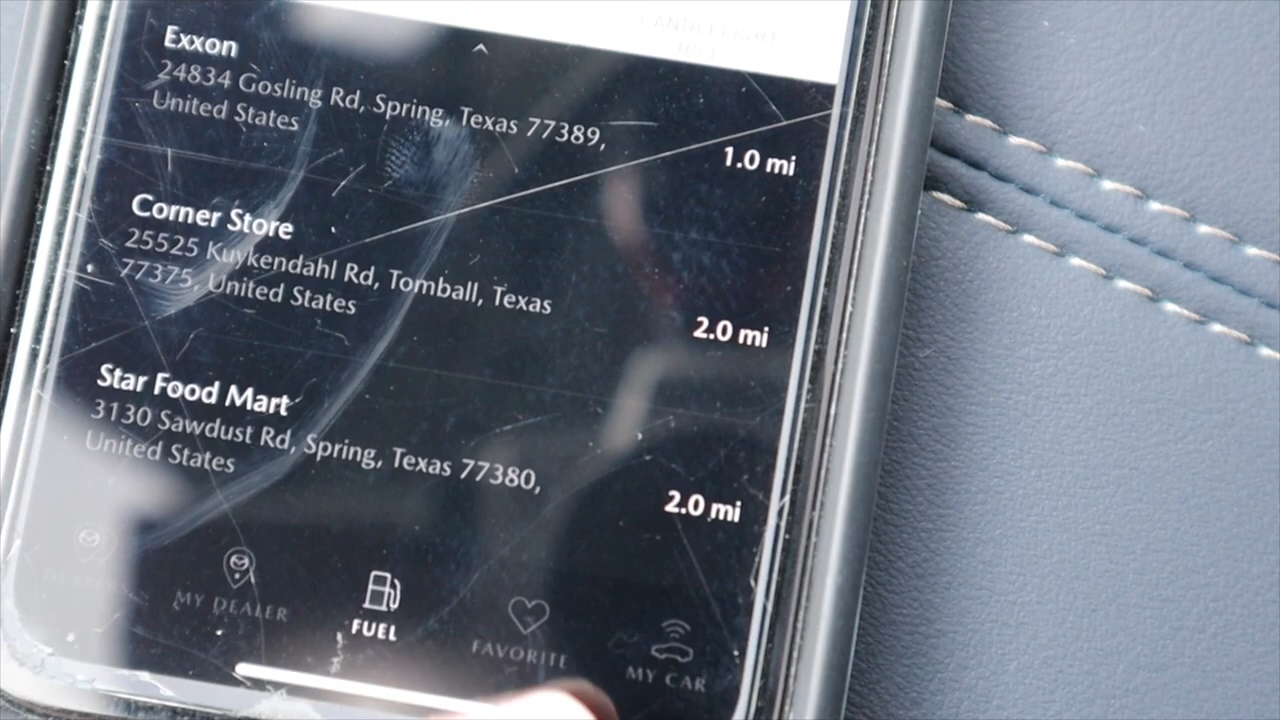 Exxon
24834 Gosling Rd, Spring, Texas 77389,
United States
1.0 mi
Corner Store
25525 Kuykendahl Rd, Tomball, Texas
77375, United States
2.0 mi
Star Food Mart
3130 Sawdust Rd, Spring, Texas 77380,
United States
2.0 mi
MY DEALER
FUEL
FAVORITE
MY CAR